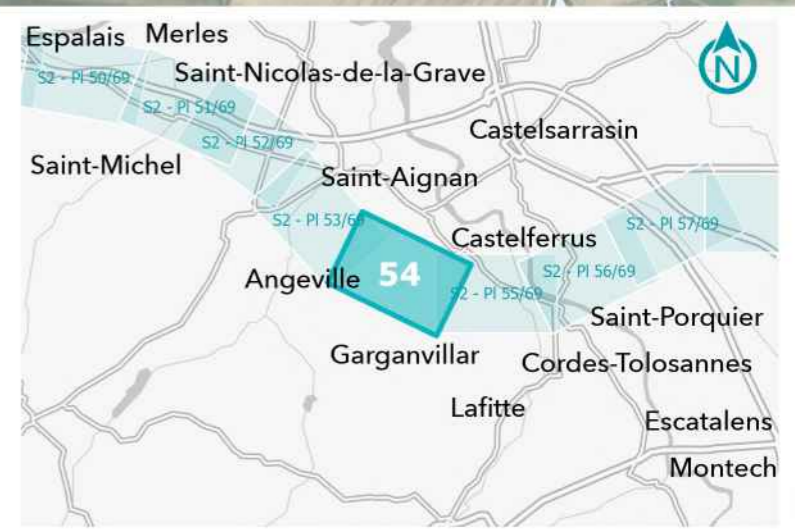 Espalais Merles
N
S2 - Pl 50/69
Saint-Nicolas-de-la-Grave
S2 - Pl 51/69
Castelsarrasin
S2 - Pl 52/69
Saint-Michel
Saint-Aignan
S2 - Pl 53/69
S2 - Pl 57/69
Castelferrus
Angeville
54
S2 - Pl 56/69
S2 - Pl 55/69
Saint-Porquier
Garganvillar
Cordes-Tolosannes
Lafitte
Escatalens
Montech